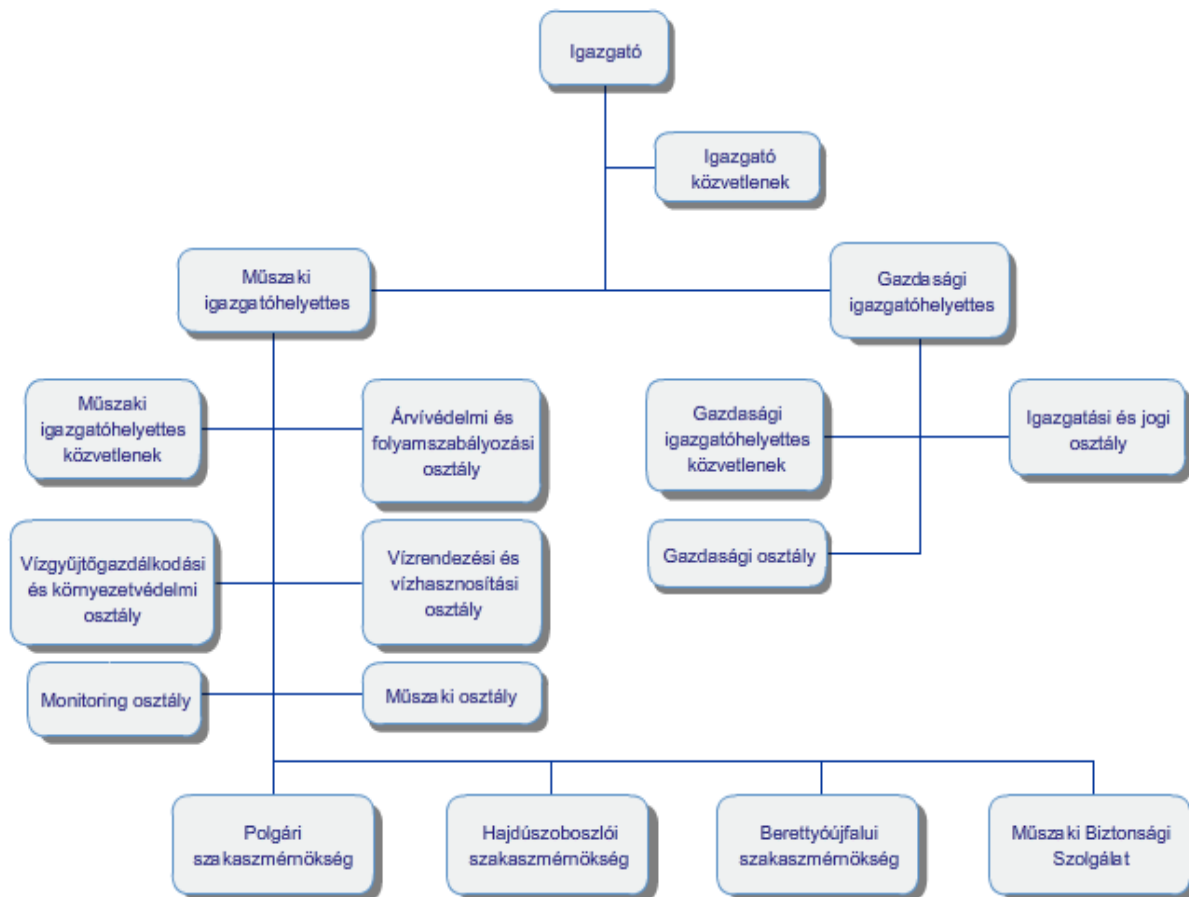 Igazgató
Igazgató
közvetlenek
Műszaki
igazgatóhelyettes
Gazdasági
igazgatóhelyettes
Műszaki
igazgatóhelyettes
közvetlenek
Árvívédelmi és
folyamszabályozási
osztály
Gazdasági
igazgatóhelyettes
közvetlenek
Igazgatási és jogi
osztály
Vízgyűjtőgazdálkodási
és környezetvédelmi
osztály
Vízrendezési és
vízhasznosítási
osztály
Gazdasági osztály
Monitoring osztály
Műszaki osztály
Polgári
szakaszmérnökség
Hajdúszoboszlói
szakaszmérnökség
Berettyóújfalui
szakaszmérnökség
Műszaki Biztonsági
Szolgálat